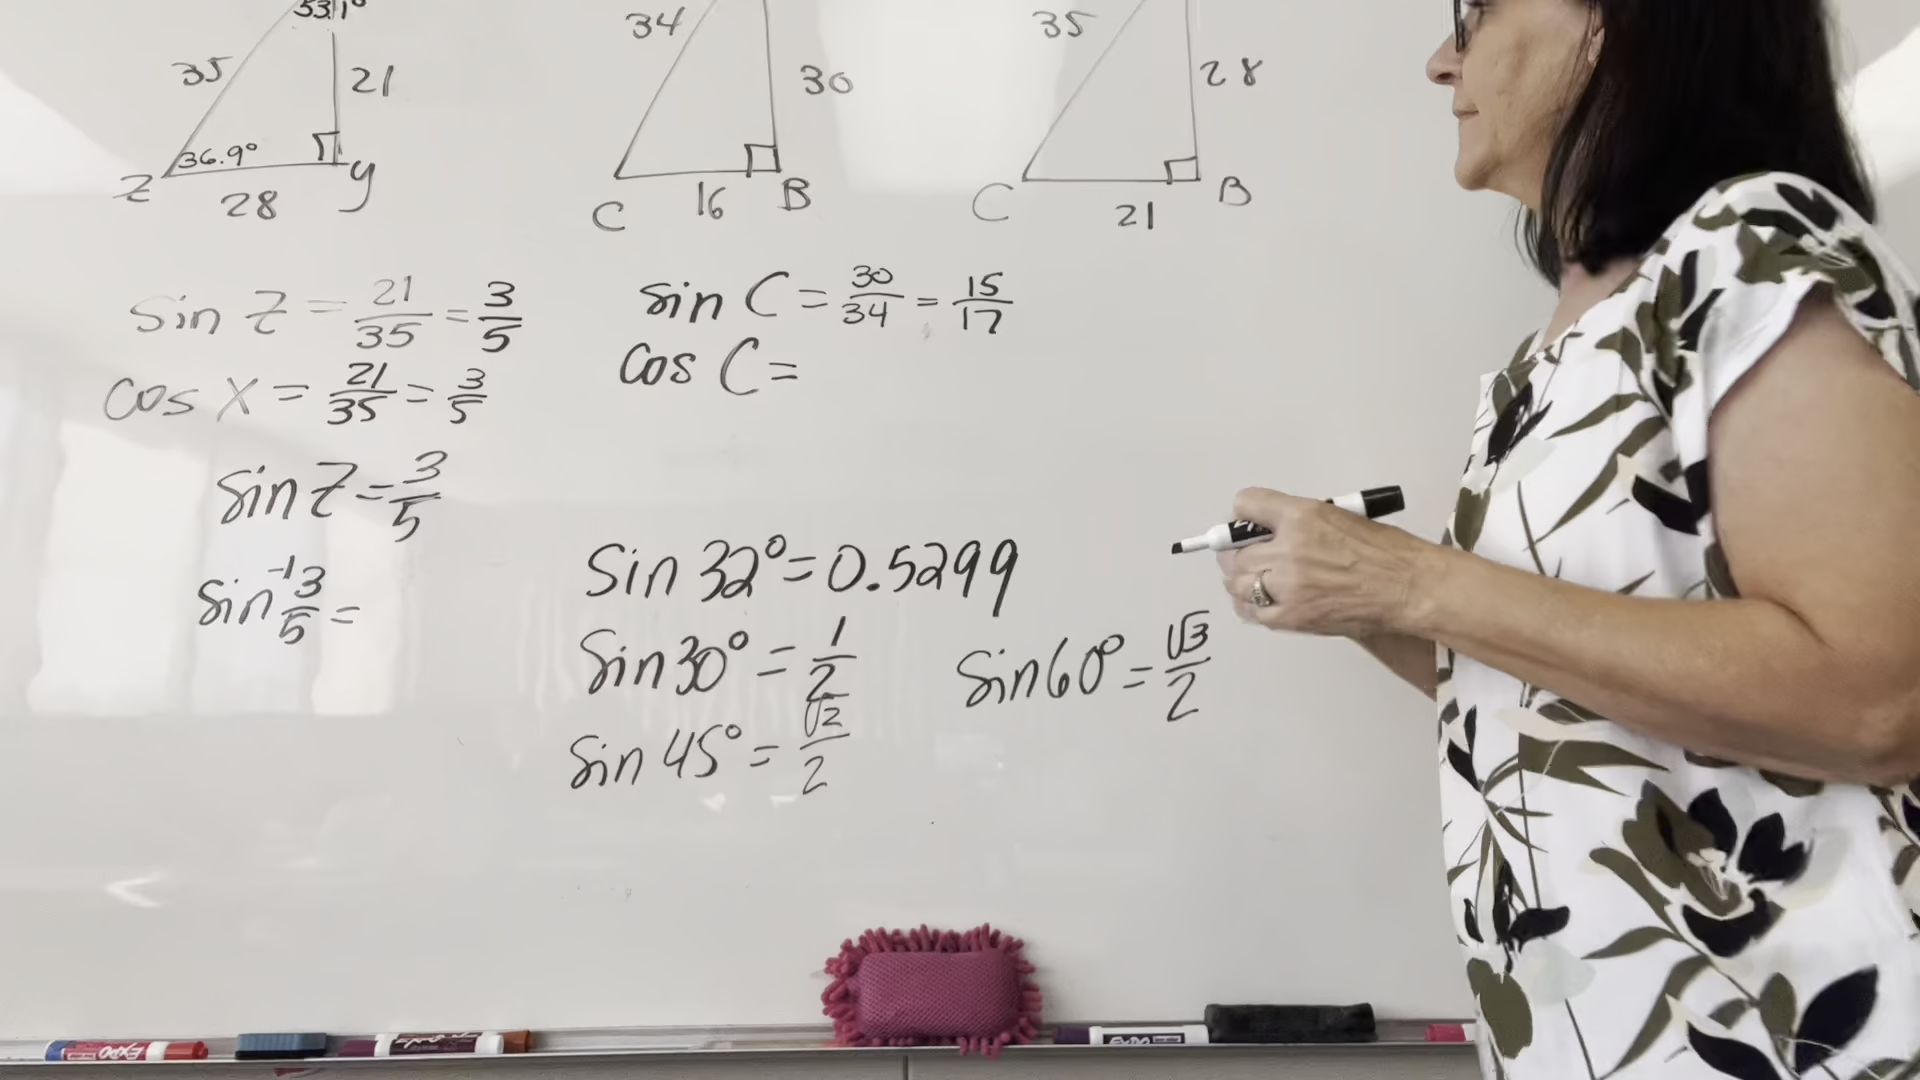 53.1°
35
21
36.9°
Z
28
y
34
30
C
16
B
35
28
C
21
B
sin Z = 21/35 = 3/5
cos X = 21/35 = 3/5
sin Z = 3/5
sin⁻¹ 3/5 =
sin C = 30/34 = 15/17
cos C =
Sin 32° = 0.5299
Sin 30° = 1/2
Sin 60° = √3/2
Sin 45° = √2/2
EXPO
EXPO